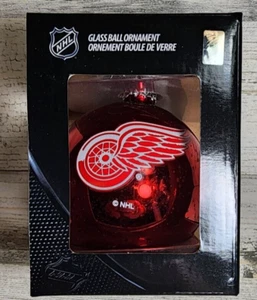 NHL
GLASS BALL ORNAMENT
ORNEMENT BOULE DE VERRE
© NHL